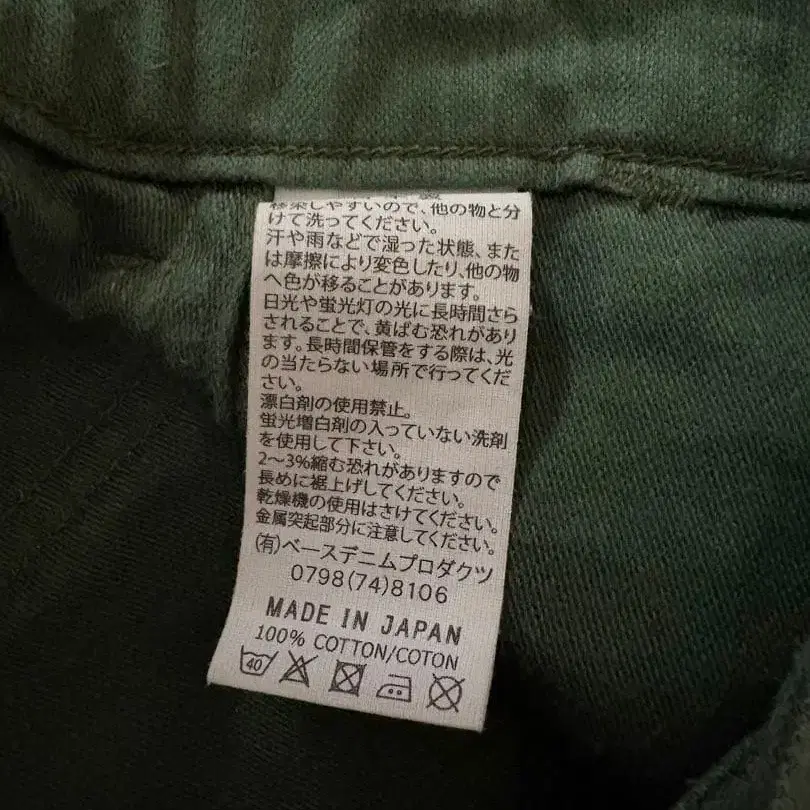 移染しやすいので、他の物と分
けて洗ってください。
汗や雨などで湿った状態、また
は摩擦により変色したり、他の物
へ色が移ることがあります。
日光や蛍光灯の光に長時間さら
されることで、黄ばむ恐れがあり
ます。長時間保管をする際は、光
の当たらない場所で行ってくだ
さい。
漂白剤の使用禁止。
蛍光増白剤の入っていない洗剤
を使用して下さい。
2〜3%縮む恐れがありますので
長めに裾上げしてください。
乾燥機の使用はさけてください。
金属突起部分に注意してください。
(有)ベースデニムプロダクツ
0798(74)8106
MADE IN JAPAN
100% COTTON/COTON
40